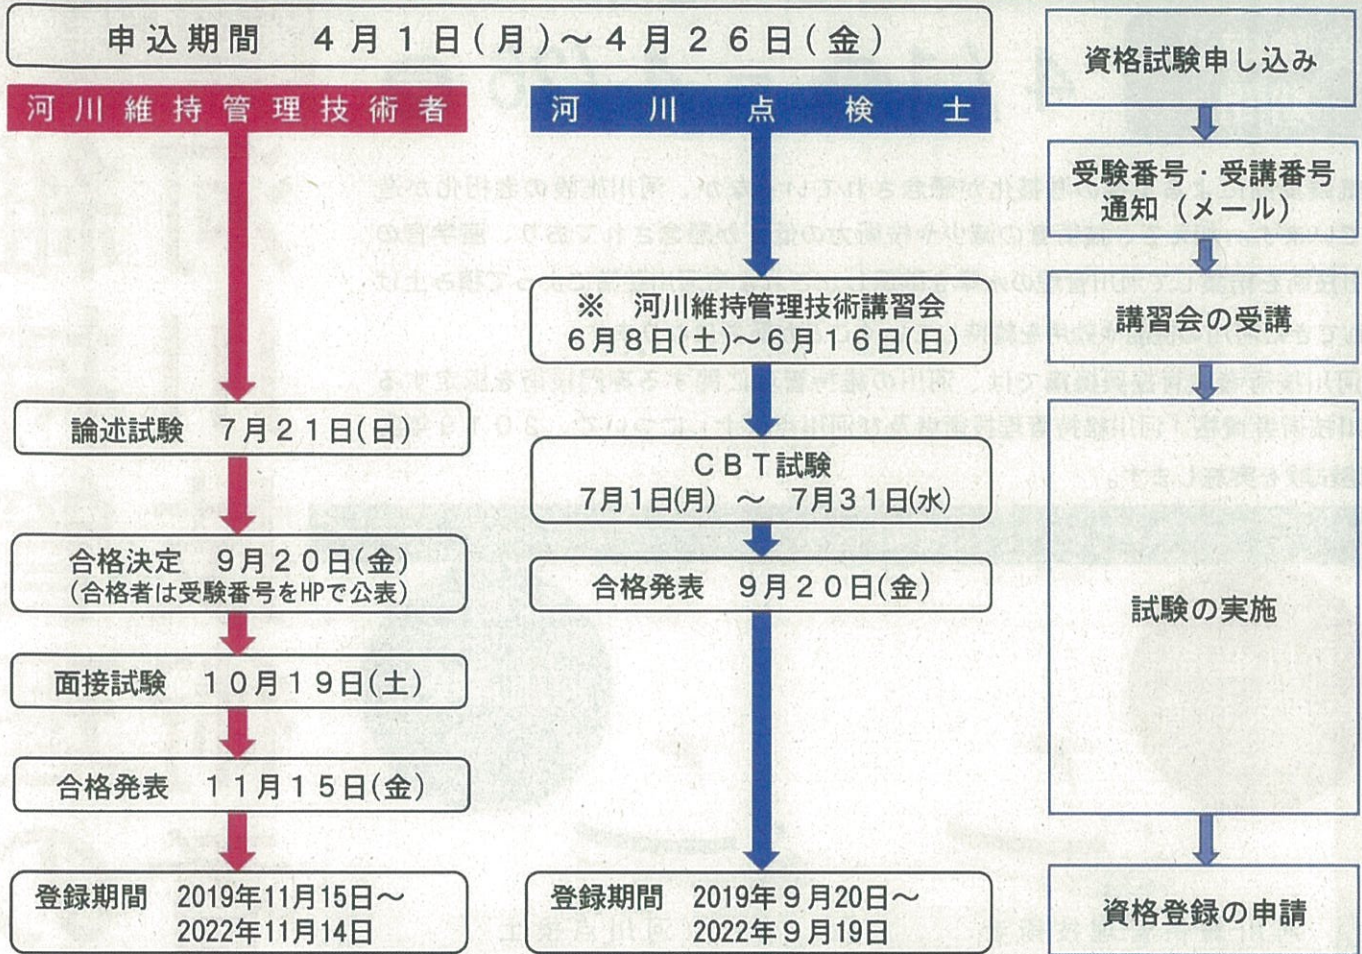 申込期間　４月１日(月)～４月２６日(金)
河川維持管理技術者
論述試験　７月２１日(日)
合格決定　９月２０日(金)
(合格者は受験番号をHPで公表)
面接試験　１０月１９日(土)
合格発表　１１月１５日(金)
登録期間　2019年11月15日～
2022年11月14日
河川点検士
※　河川維持管理技術講習会
６月８日(土)～６月１６日(日)
ＣＢＴ試験
７月１日(月)　～　７月３１日(水)
合格発表　９月２０日(金)
登録期間　2019年９月20日～
2022年９月19日
資格試験申し込み
受験番号・受講番号
通知（メール）
講習会の受講
試験の実施
資格登録の申請